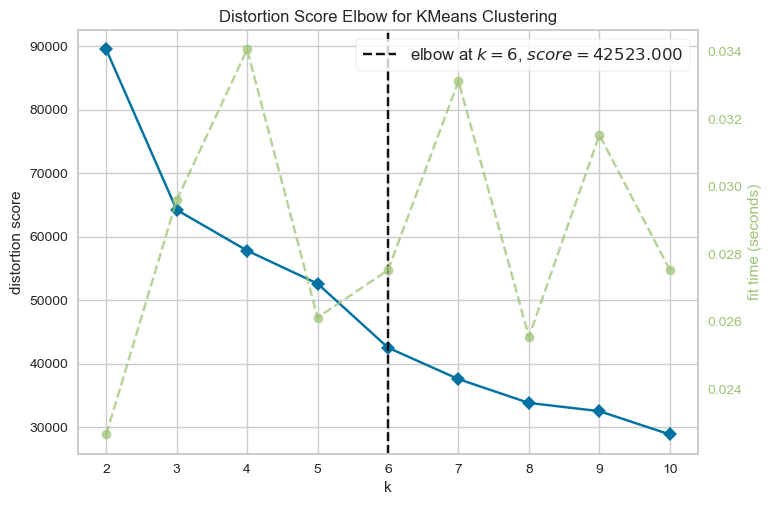 Distortion Score Elbow for KMeans Clustering
elbow at k = 6, score = 42523.000
90000
80000
70000
60000
50000
40000
30000
distortion score
0.034
0.032
0.030
0.028
0.026
0.024
fit time (seconds)
2 3 4 5 6 7 8 9 10
k